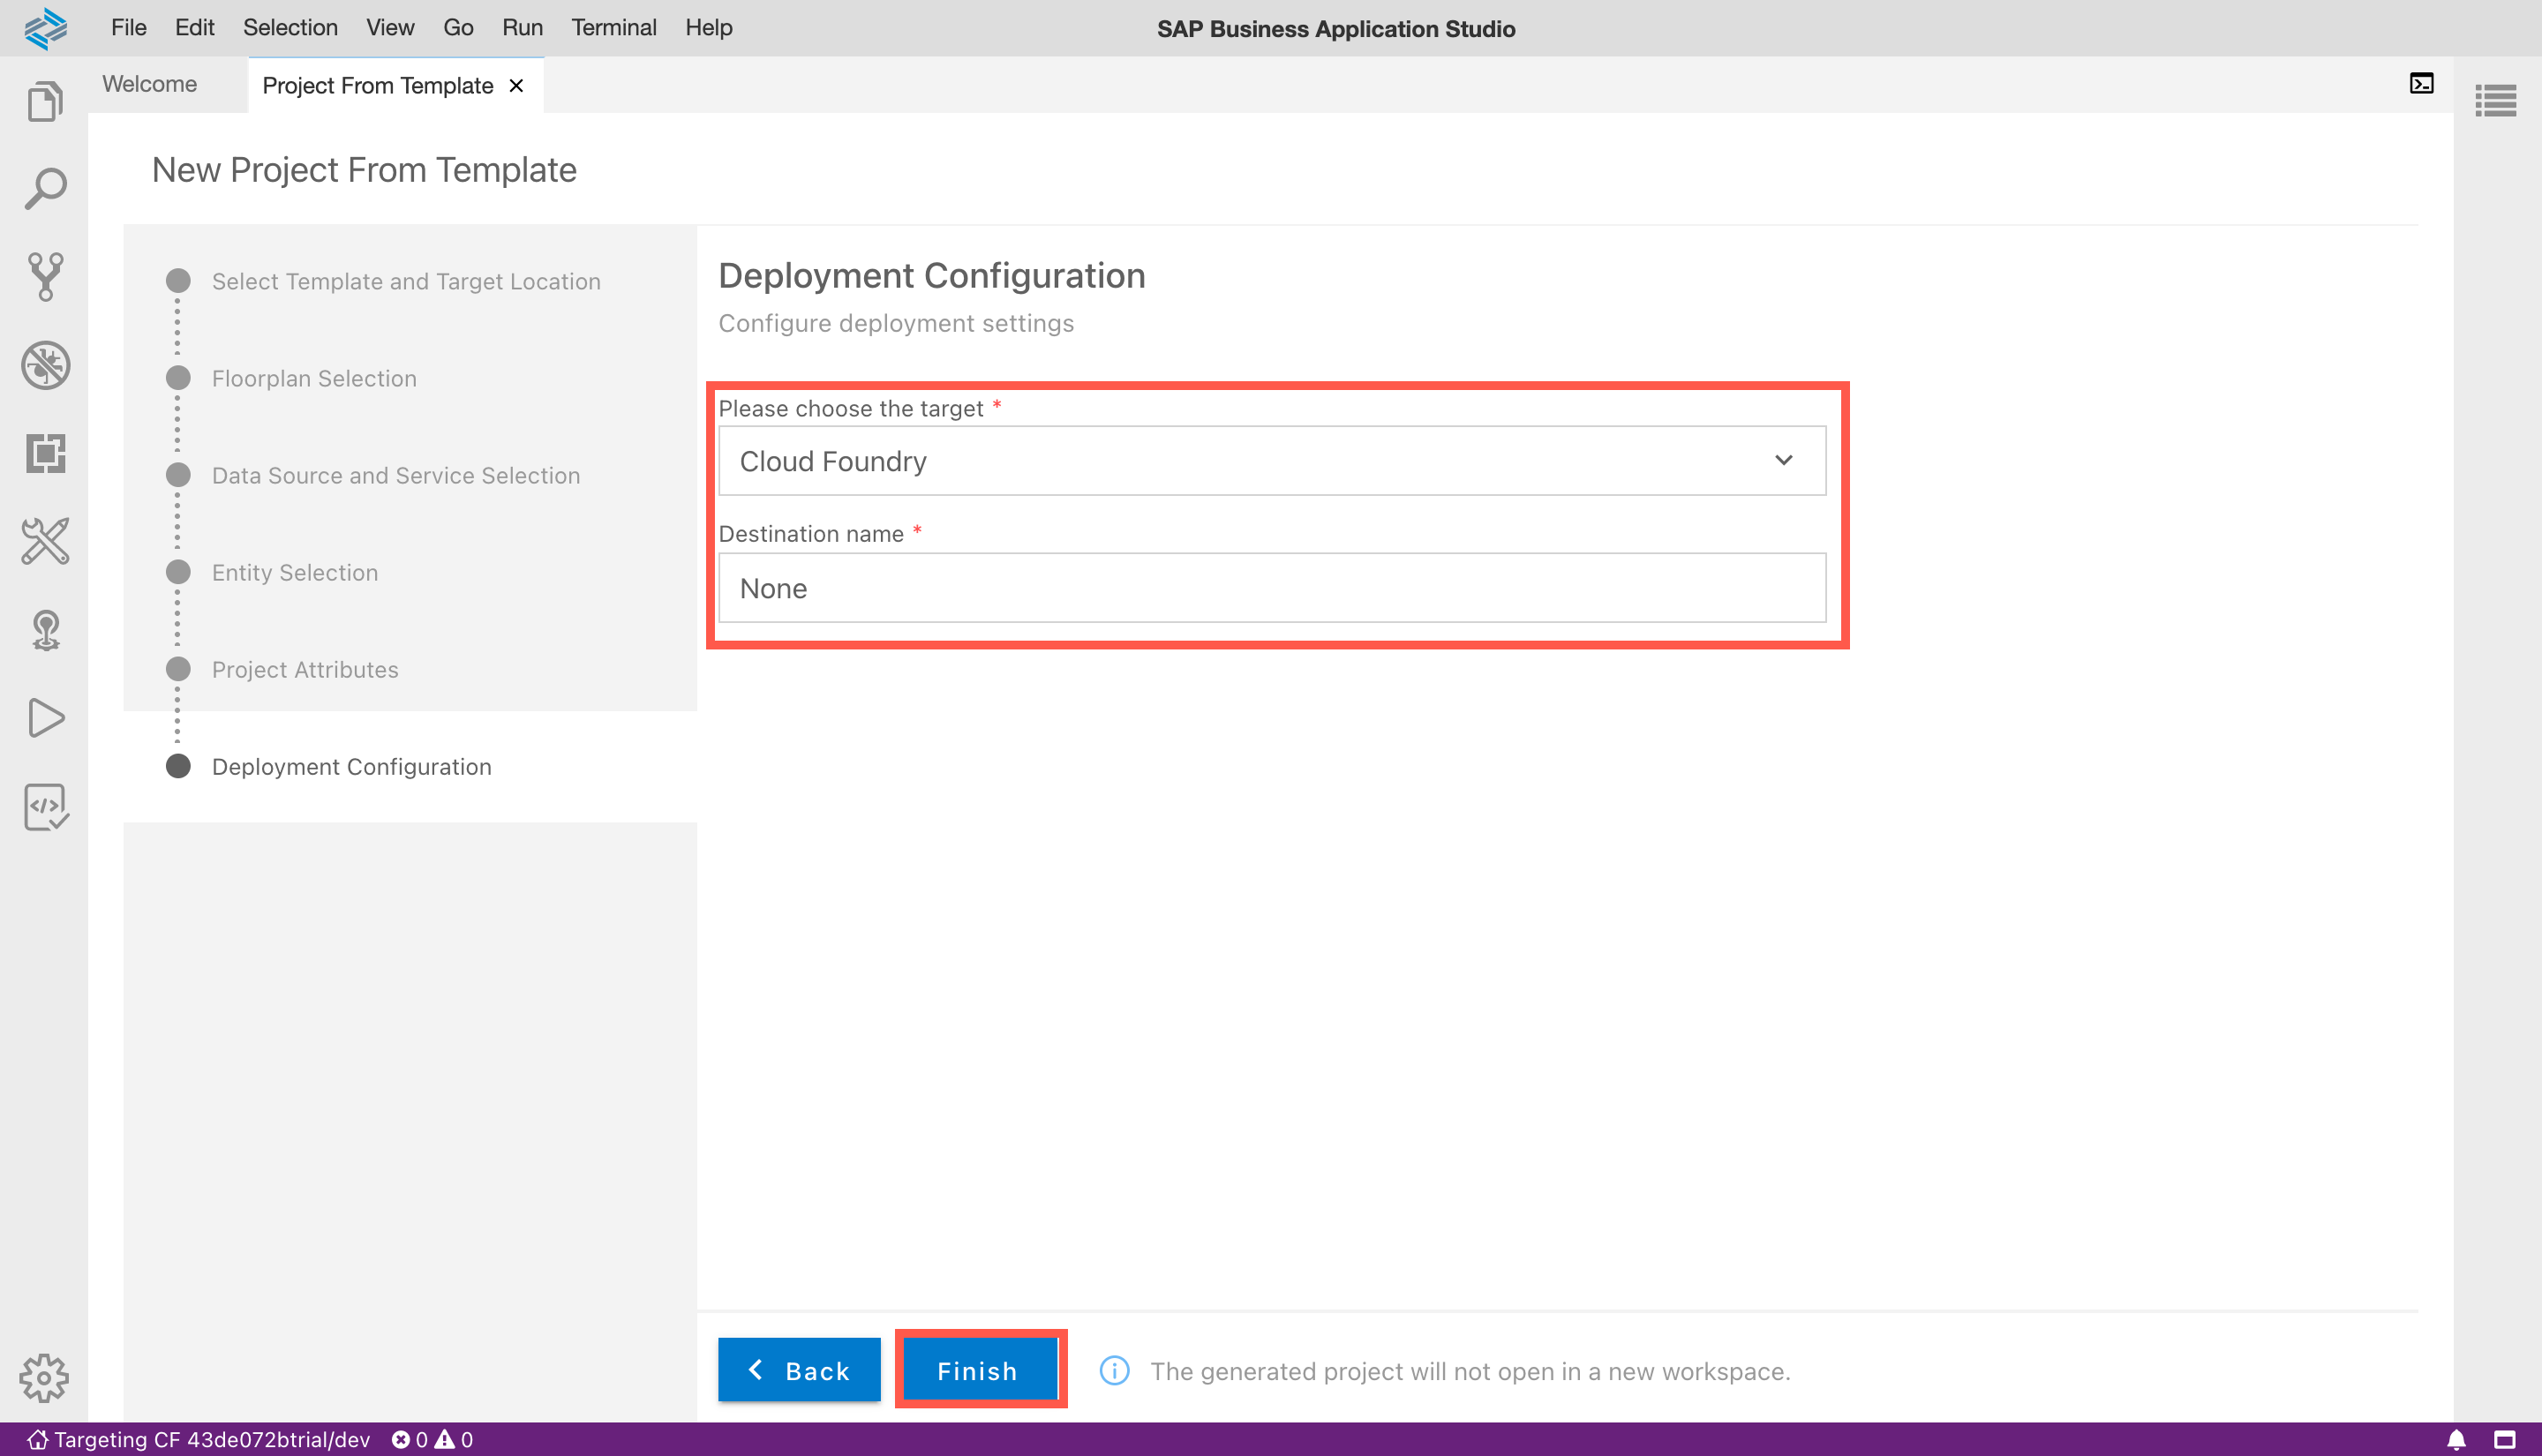 File Edit Selection View Go Run Terminal Help
SAP Business Application Studio
Welcome
Project From Template
New Project From Template
Select Template and Target Location
Floorplan Selection
Data Source and Service Selection
Entity Selection
Project Attributes
Deployment Configuration
Deployment Configuration
Configure deployment settings
Please choose the target *
Cloud Foundry
Destination name *
None
Back
Finish
The generated project will not open in a new workspace.
Targeting CF 43de072btrial/dev 0 0